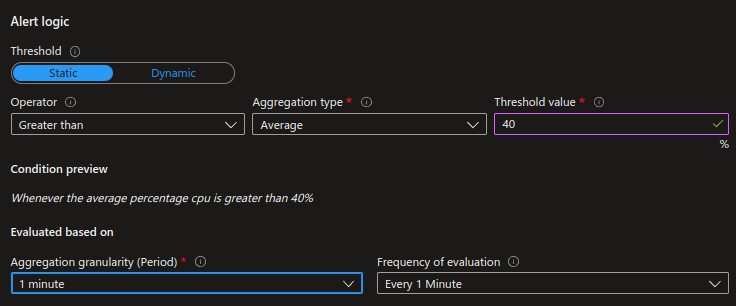 Alert logic
Threshold
Static Dynamic
Operator Aggregation type * Threshold value *
Greater than Average 40
%
Condition preview
Whenever the average percentage cpu is greater than 40%
Evaluated based on
Aggregation granularity (Period) * Frequency of evaluation
1 minute Every 1 Minute